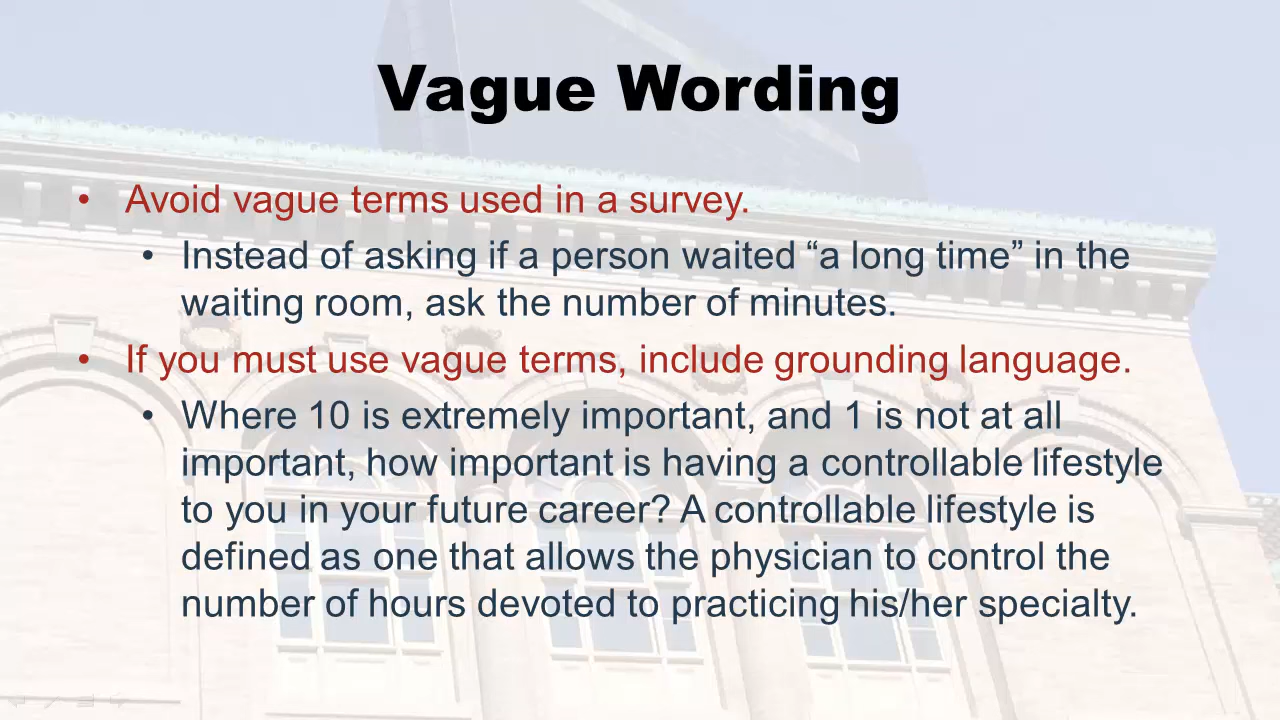 Vague Wording
• Avoid vague terms used in a survey.
• Instead of asking if a person waited “a long time” in the
waiting room, ask the number of minutes.
• If you must use vague terms, include grounding language.
• Where 10 is extremely important, and 1 is not at all
important, how important is having a controllable lifestyle
to you in your future career? A controllable lifestyle is
defined as one that allows the physician to control the
number of hours devoted to practicing his/her specialty.